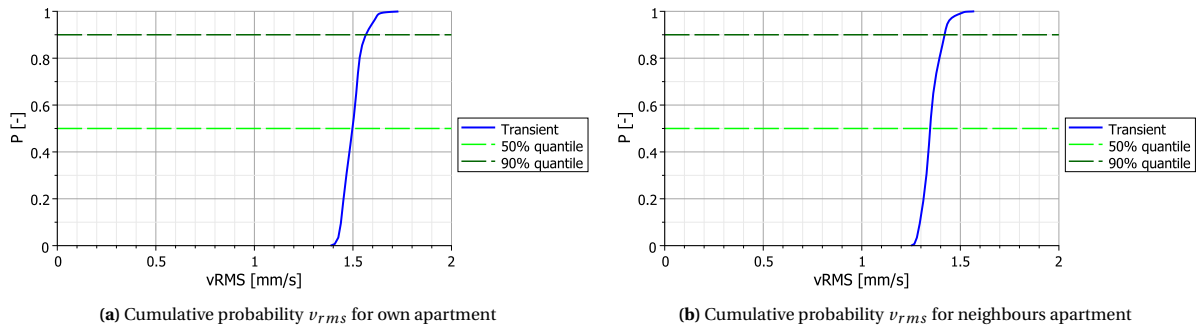 1
0.8
0.6
0.4
0.2
0
P [-]
0
0.5
1
1.5
2
vRMS [mm/s]
Transient
50% quantile
90% quantile
(a) Cumulative probability v_rms for own apartment
1
0.8
0.6
0.4
0.2
0
P [-]
0
0.5
1
1.5
2
vRMS [mm/s]
Transient
50% quantile
90% quantile
(b) Cumulative probability v_rms for neighbours apartment